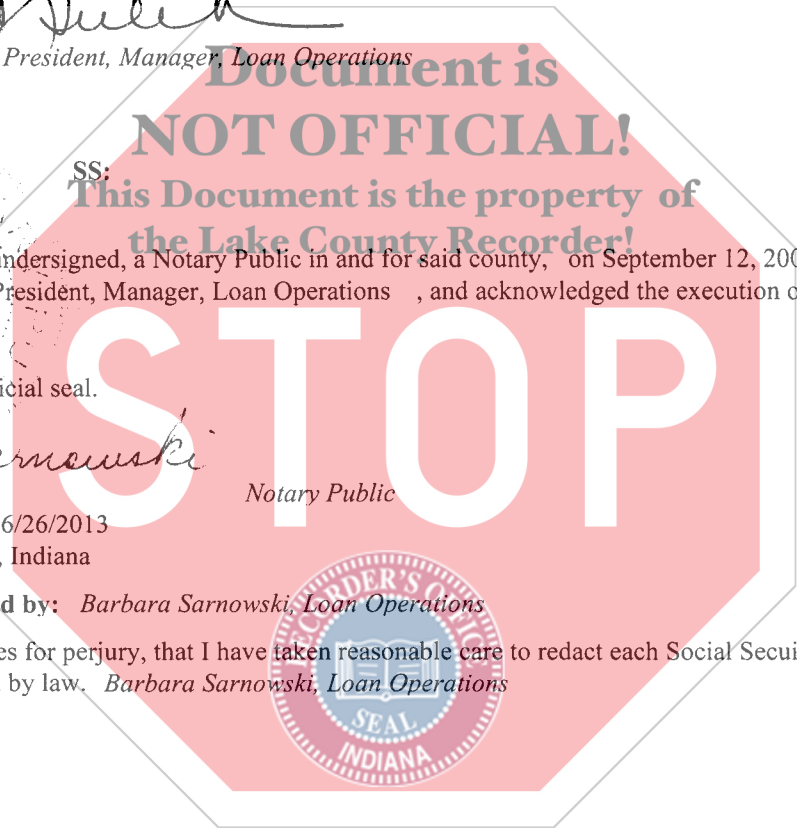 President, Manager, Loan Operations
Document is
NOT OFFICIAL!
SS:
This Document is the property of
the Lake County Recorder!
undersigned, a Notary Public in and for said county, on September 12, 200
President, Manager, Loan Operations , and acknowledged the execution o
STOP
icial seal.
rnowski
Notary Public
6/26/2013
, Indiana
d by: Barbara Sarnowski, Loan Operations
RECORDER'S OFFICE
es for perjury, that I have taken reasonable care to redact each Social Secu
by law. Barbara Sarnowski, Loan Operations
SEAL
INDIANA